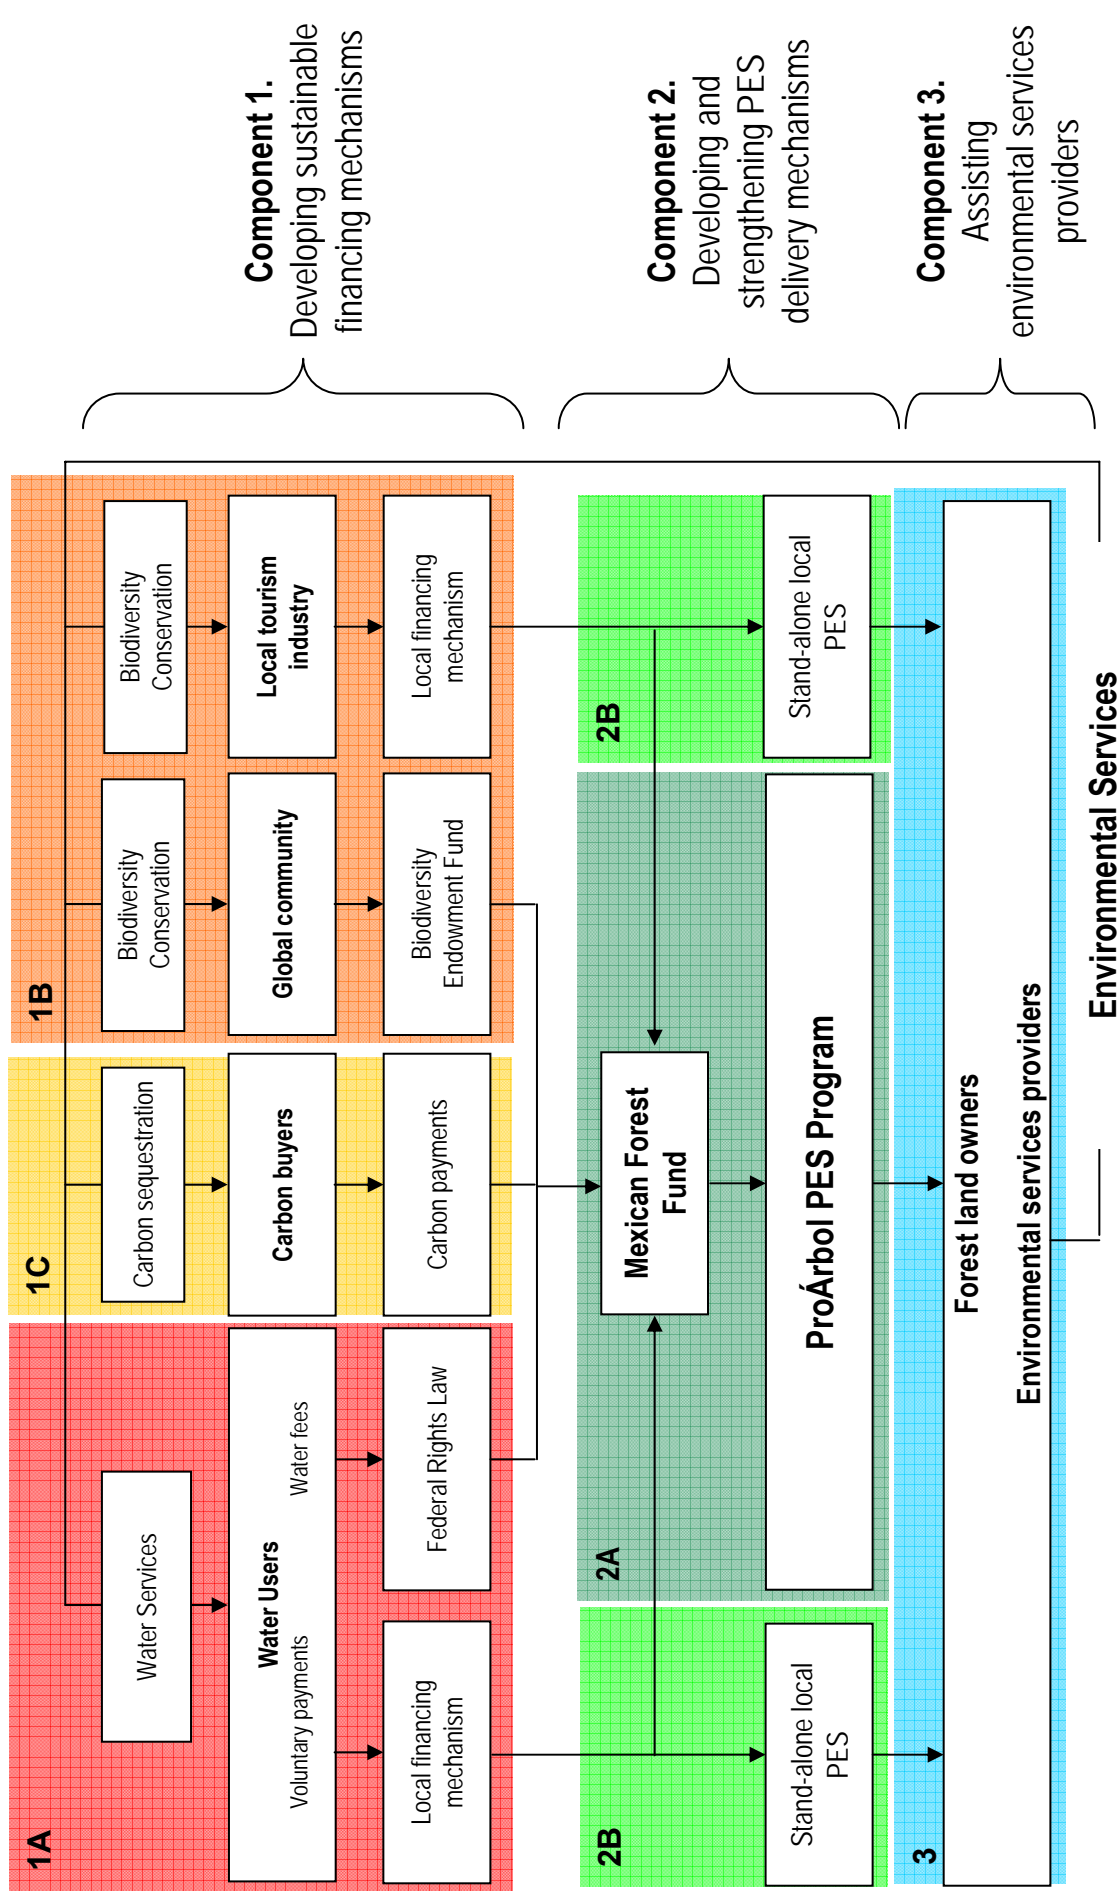 1A
Water Services
Water Users
Voluntary payments
Water fees
Local financing
mechanism
Federal Rights Law
1C
Carbon sequestration
Carbon buyers
Carbon payments
1B
Biodiversity
Conservation
Global community
Biodiversity
Endowment Fund
Biodiversity
Conservation
Local tourism
industry
Local financing
mechanism
Component 1.
Developing sustainable
financing mechanisms
2B
Stand-alone local
PES
2A
Mexican Forest
Fund
ProÁrbol PES Program
2B
Stand-alone local
PES
Component 2.
Developing and
strengthening PES
delivery mechanisms
3
Forest land owners
Environmental services providers
Component 3.
Assisting
environmental services
providers
Environmental Services